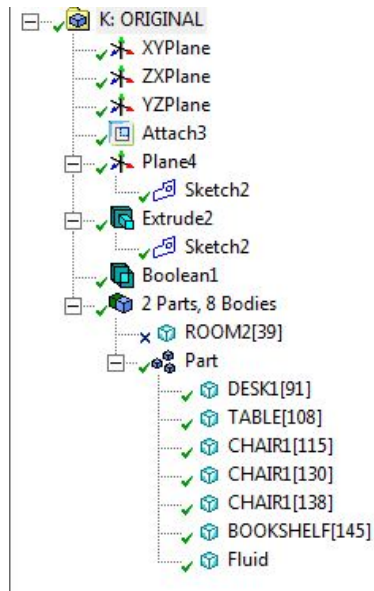 K: ORIGINAL
XYPlane
ZXPlane
YZPlane
Attach3
Plane4
Sketch2
Extrude2
Sketch2
Boolean1
2 Parts, 8 Bodies
ROOM2[39]
Part
DESK1[91]
TABLE[108]
CHAIR1[115]
CHAIR1[130]
CHAIR1[138]
BOOKSHELF[145]
Fluid